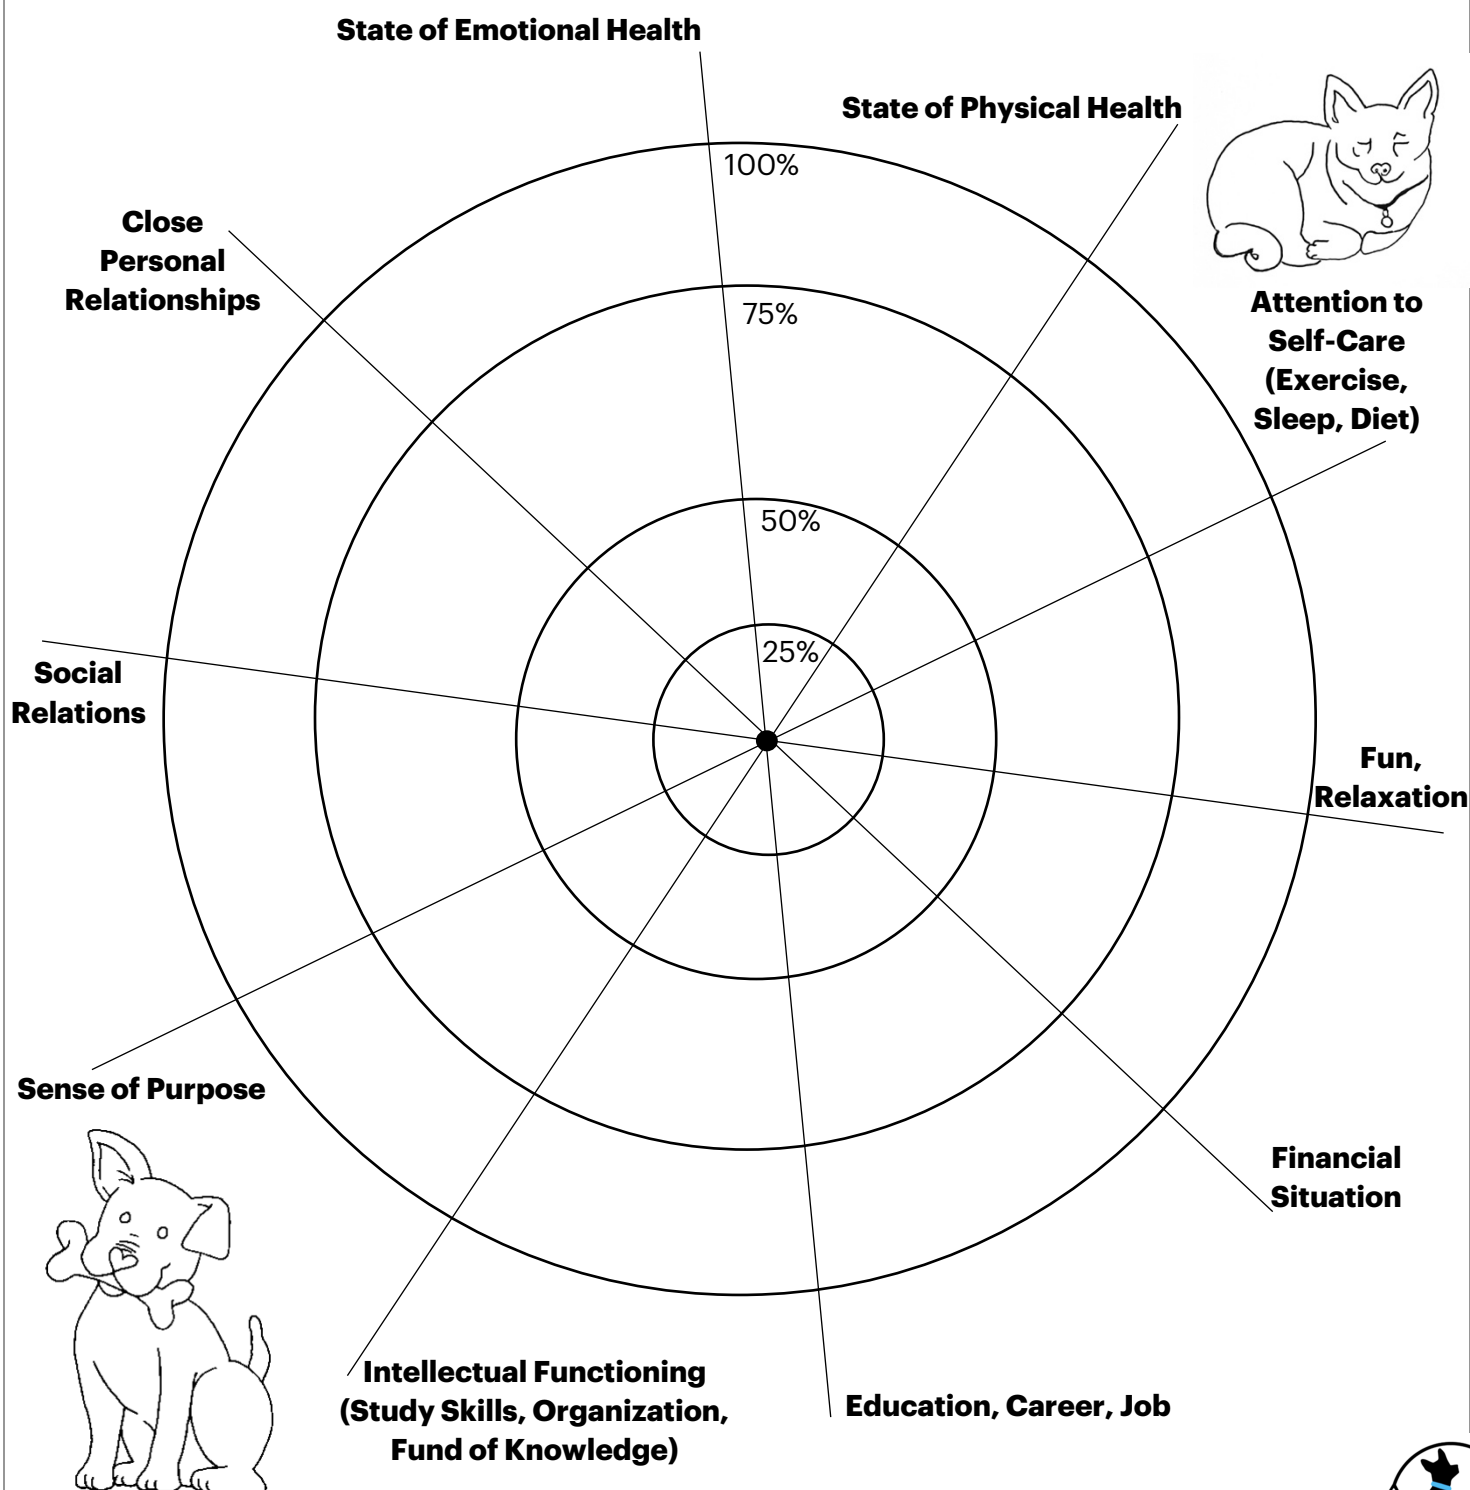 State of Emotional Health
State of Physical Health
100%
Close
Personal
Relationships
75%
Attention to
Self-Care
(Exercise,
Sleep, Diet)
50%
25%
Social
Relations
Fun,
Relaxation
Sense of Purpose
Financial
Situation
Intellectual Functioning
(Study Skills, Organization,
Fund of Knowledge)
Education, Career, Job